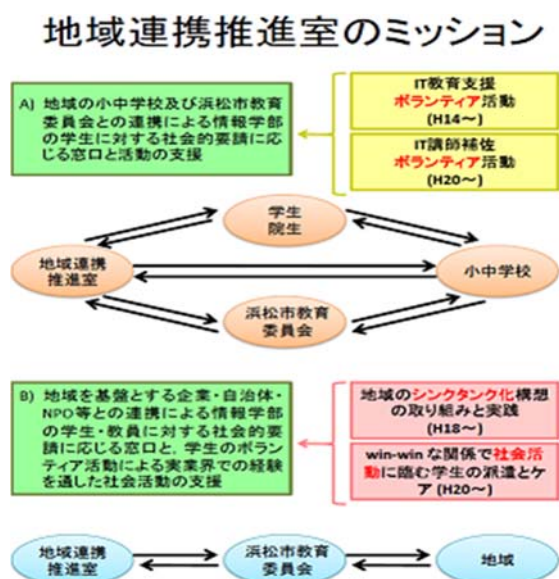 地域連携推進室のミッション
A) 地域の小中学校及び浜松市教育
委員会との連携による情報学部
の学生に対する社会的要請に応
じる窓口と活動の支援
IT教育支援
ボランティア活動
(H14～)
IT講師補佐
ボランティア活動
(H20～)
学生
院生
地域連携
推進室
小中学校
浜松市教育
委員会
B) 地域を基盤とする企業・自治体・
NPO等との連携による情報学部
の学生・教員に対する社会的要
請に応じる窓口と,学生のボラン
ティア活動による実業界での経験
を通した社会活動の支援
地域のシンクタンク化構想
の取り組みと実践
(H18～)
win-winな関係で社会活
動に臨む学生の派遣とケ
ア(H20～)
地域連携
推進室
浜松市教育
委員会
地域